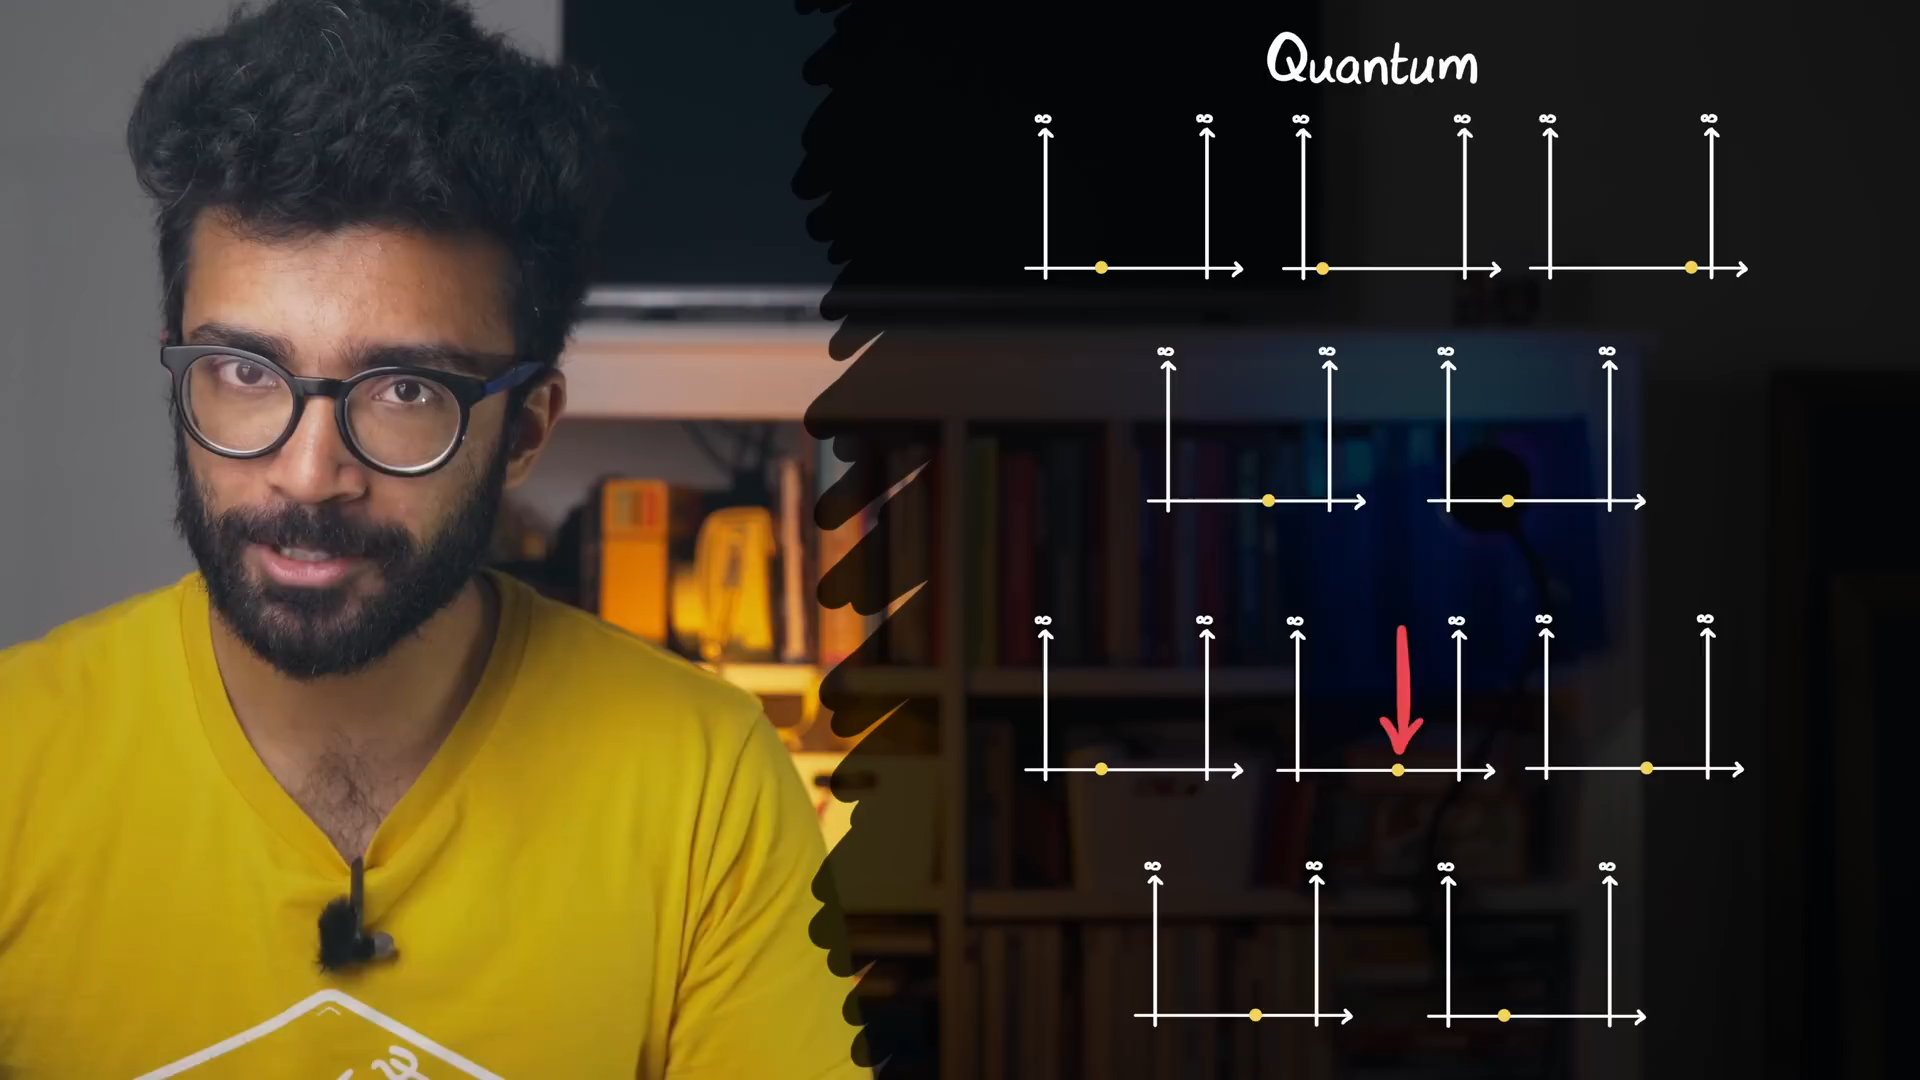 Quantum
∞ ∞ ∞ ∞ ∞ ∞
∞ ∞ ∞ ∞
∞ ∞ ∞ ∞ ∞ ∞
∞ ∞ ∞ ∞